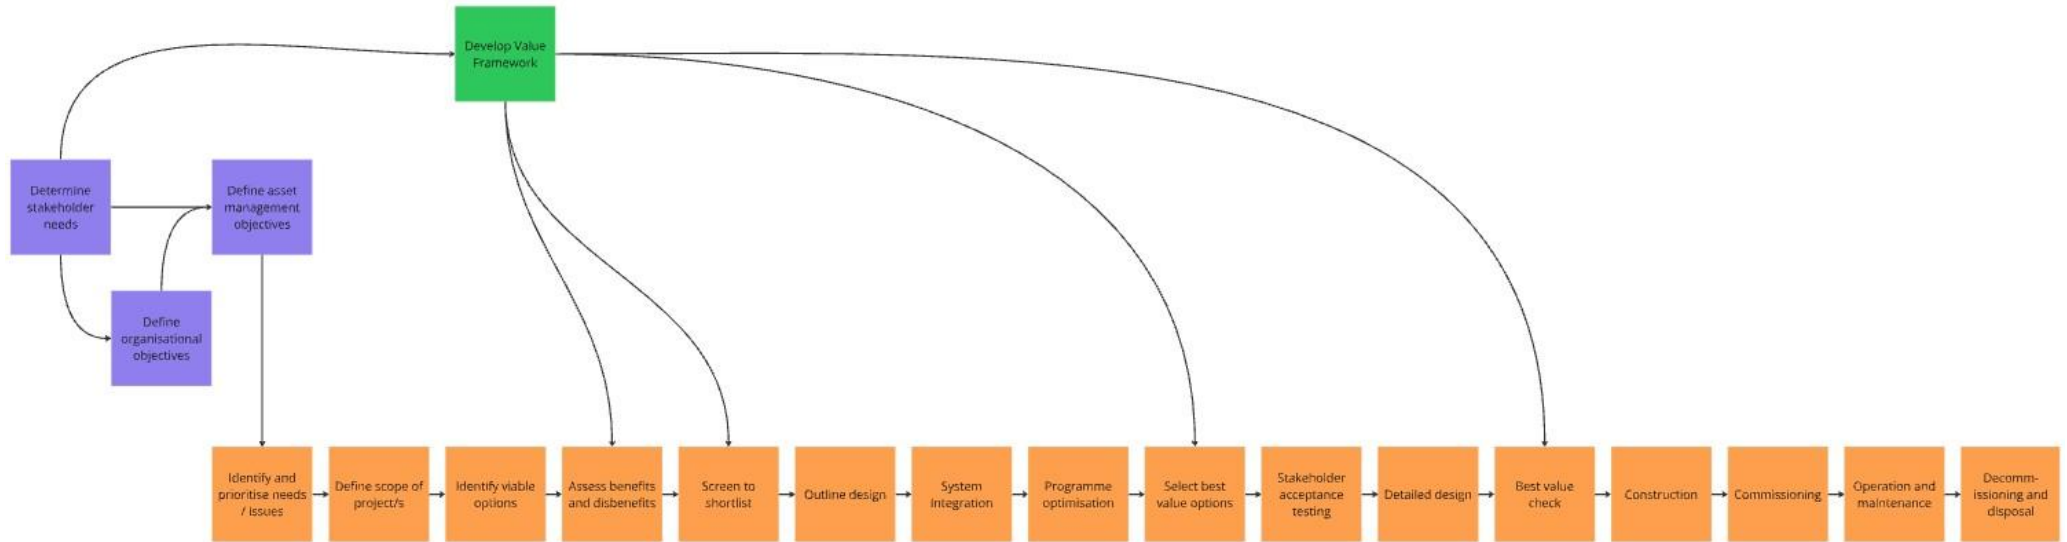 Develop Value
Framework
Determine
stakeholder
needs
Define asset
management
objectives
Define
organisational
objectives
Identify and
prioritise needs
/ issues
Define scope of
project/s
Identify viable
options
Assess benefits
and disbenefits
Screen to
shortlist
Outline design
System
integration
Programme
optimisation
Select best
value options
Stakeholder
acceptance
testing
Detailed design
Best value
check
Construction
Commissioning
Operation and
maintenance
Decomm-
issioning and
disposal